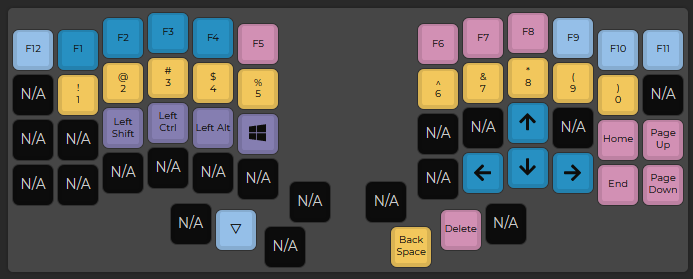 F12 F1 F2 F3 F4 F5 F6 F7 F8 F9 F10 F11
N/A ! @ # $ % ^ & * ( ) N/A
1 2 3 4 5 6 7 8 9 0
N/A N/A Left Left Left Alt N/A N/A ↑ N/A Home Page
Shift Ctrl Up
N/A N/A N/A N/A N/A N/A N/A ← ↓ → End Page
Down
N/A N/A
N/A ▽ Delete N/A
N/A Back
Space